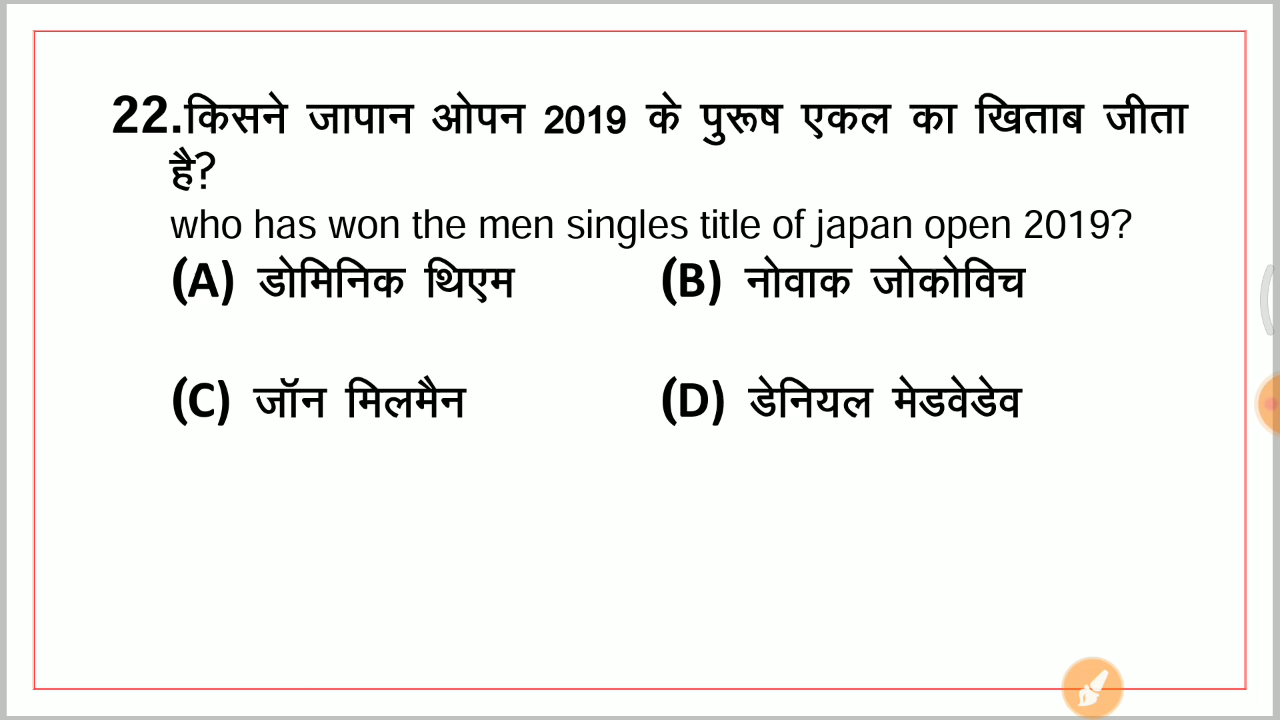 22.किसने जापान ओपन 2019 के पुरूष एकल का खिताब जीता
है?
who has won the men singles title of japan open 2019?
(A) डोमिनिक थिएम (B) नोवाक जोकोविच
(C) जॉन मिलमैन (D) डेनियल मेडवेडेव